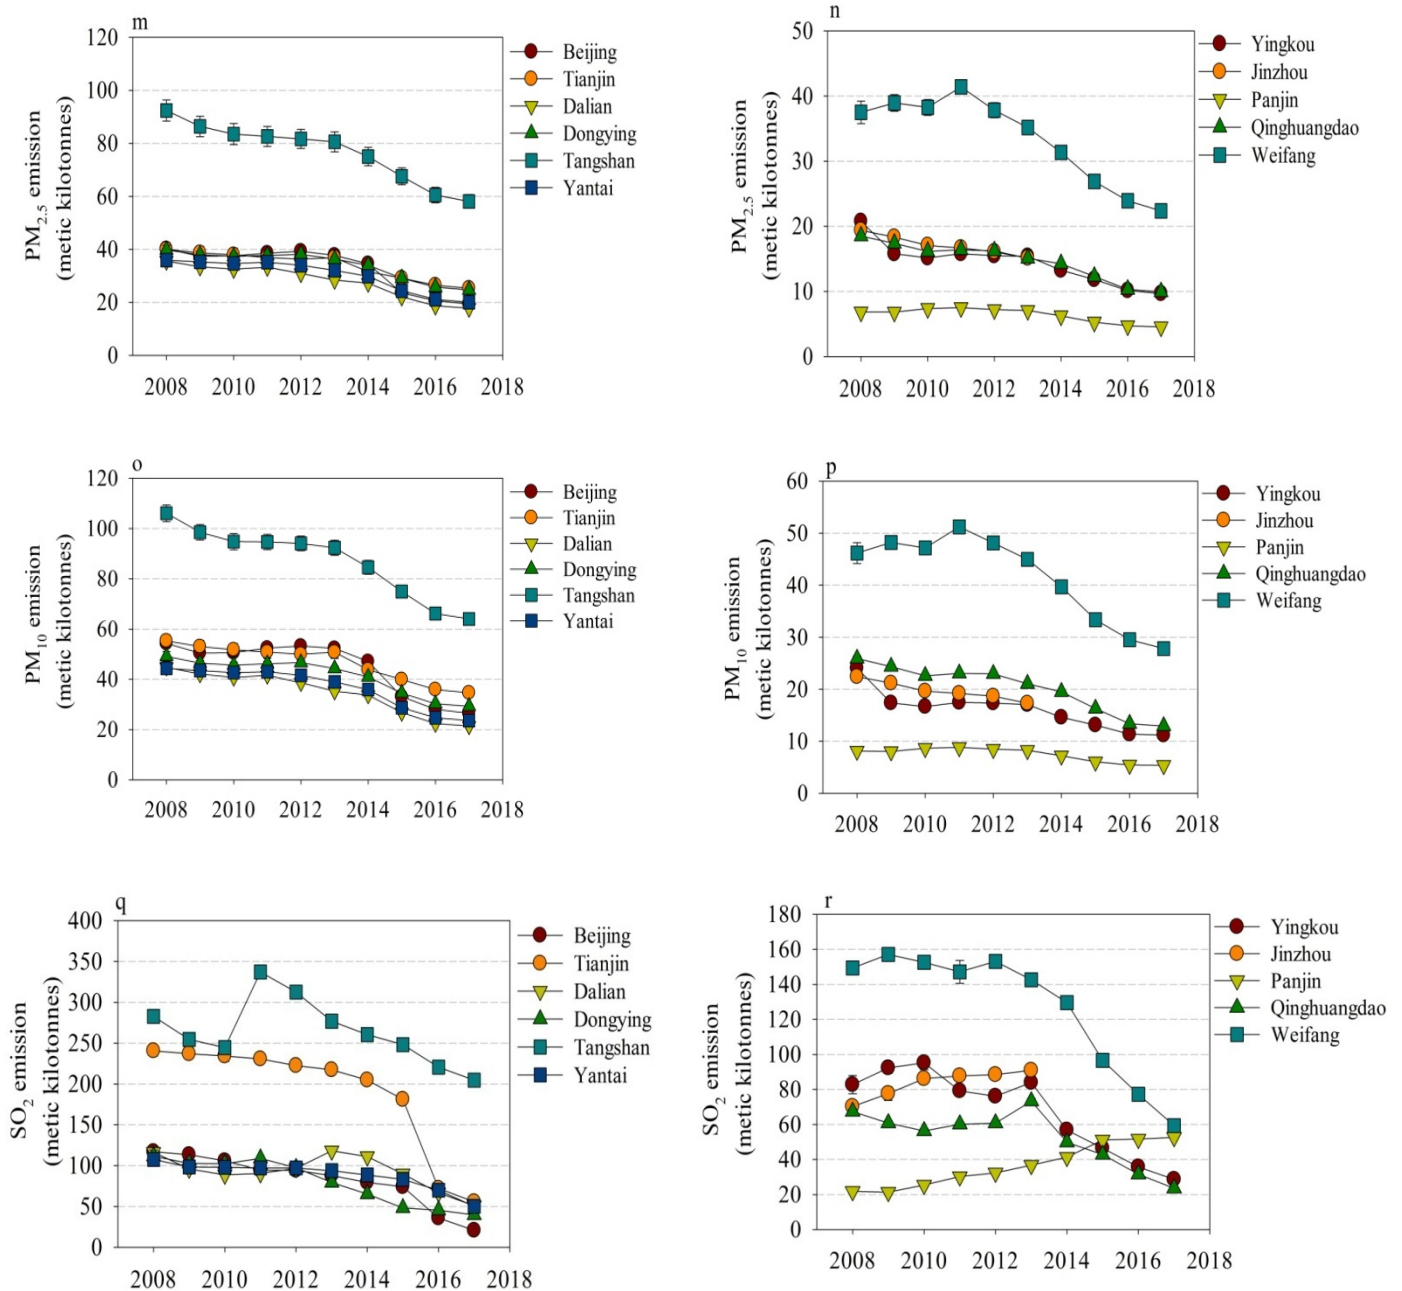 m
PM2.5 emission
(metic kilotonnes)
120
100
80
60
40
20
0
2008 2010 2012 2014 2016 2018
Beijing
Tianjin
Dalian
Dongying
Tangshan
Yantai
n
PM2.5 emission
(metic kilotonnes)
50
40
30
20
10
0
2008 2010 2012 2014 2016 2018
Yingkou
Jinzhou
Panjin
Qinghuangdao
Weifang
o
PM10 emission
(metic kilotonnes)
120
100
80
60
40
20
0
2008 2010 2012 2014 2016 2018
Beijing
Tianjin
Dalian
Dongying
Tangshan
Yantai
p
PM10 emission
(metic kilotonnes)
60
50
40
30
20
10
0
2008 2010 2012 2014 2016 2018
Yingkou
Jinzhou
Panjin
Qinghuangdao
Weifang
q
SO2 emission
(metic kilotonnes)
400
350
300
250
200
150
100
50
0
2008 2010 2012 2014 2016 2018
Beijing
Tianjin
Dalian
Dongying
Tangshan
Yantai
r
SO2 emission
(metic kilotonnes)
180
160
140
120
100
80
60
40
20
0
2008 2010 2012 2014 2016 2018
Yingkou
Jinzhou
Panjin
Qinghuangdao
Weifang